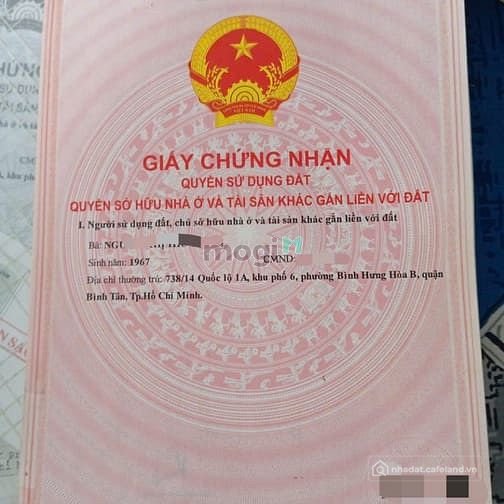 GIẤY CHỨNG NHẬN
QUYỀN SỬ DỤNG ĐẤT
QUYỀN SỞ HỮU NHÀ Ở VÀ TÀI SẢN KHÁC GẮN LIỀN VỚI ĐẤT
I. Người sử dụng đất, chủ sở hữu nhà ở và tài sản khác gắn liền với đất
Bà: NGU
mogi
Sinh năm: 1967 CMND:
Địa chỉ thường trú: 738/14 Quốc lộ 1A, khu phố 6, phường Bình Hưng Hòa B, quận
Bình Tân, Tp.Hồ Chí Minh.
nhadat.cafeland.vn